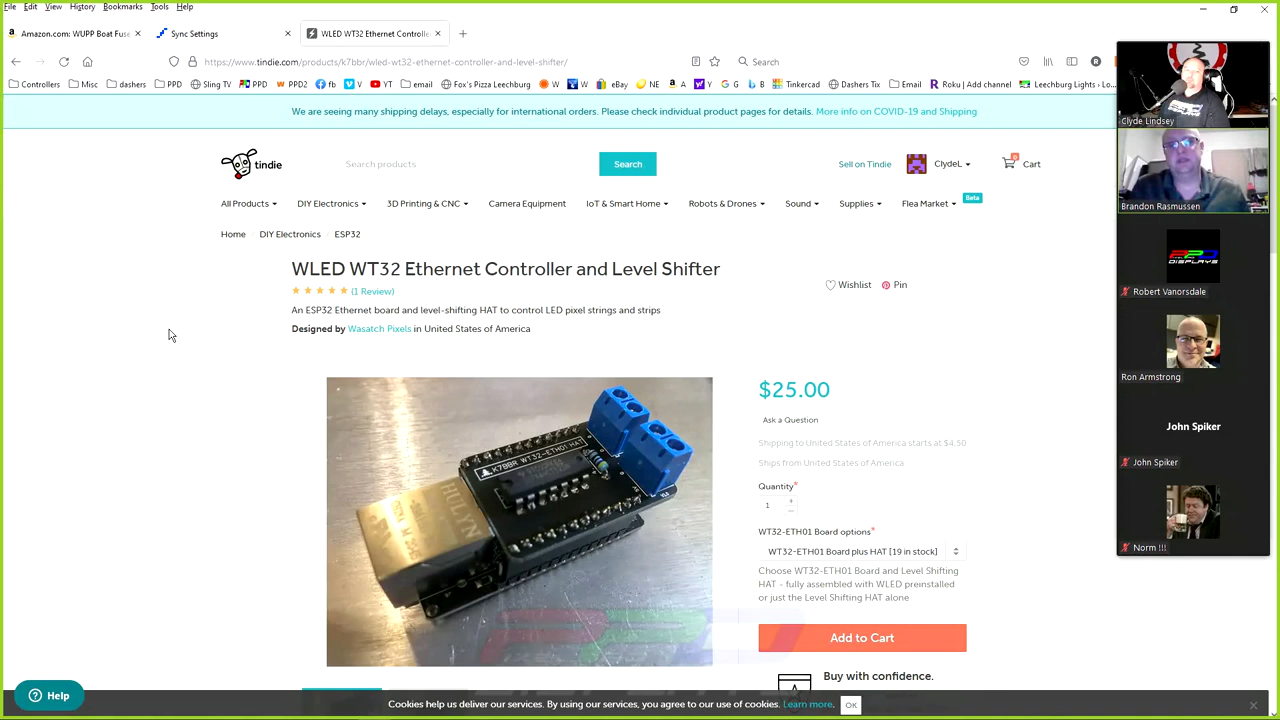 File Edit View History Bookmarks Tools Help
Amazon.com: WUPP Boat Fuse
Sync Settings
WLED WT32 Ethernet Controlle
https://www.tindie.com/products/k7bbr/wled-wt32-ethernet-controller-and-level-shifter/
Search
Controllers Misc dashers PPD Sling TV PPD PPD2 fb V YT email Fox's Pizza Leechburg W W eBay NE A Y G B Tinkercad Dashers Tix Email Roku | Add channel Leechburg Lights - Lo...
We are seeing many shipping delays, especially for international orders. Please check individual product pages for details. More info on COVID-19 and Shipping
tindie
Search products
Search
Sell on Tindie
ClydeL
0
Cart
All Products DIY Electronics 3D Printing & CNC Camera Equipment IoT & Smart Home Robots & Drones Sound Supplies Flea Market Beta
Home DIY Electronics ESP32
WLED WT32 Ethernet Controller and Level Shifter
(1 Review)
Wishlist Pin
An ESP32 Ethernet board and level-shifting HAT to control LED pixel strings and strips
Designed by Wasatch Pixels in United States of America
K7BBR WT32-ETH01 HAT
HULYN
$25.00
Ask a Question
Shipping to United States of America starts at $4.50
Ships from United States of America
Quantity*
1
WT32-ETH01 Board options*
WT32-ETH01 Board plus HAT [19 in stock]
Choose WT32-ETH01 Board and Level Shifting
HAT - fully assembled with WLED preinstalled
or just the Level Shifting HAT alone
Add to Cart
Buy with confidence.
Help
Cookies help us deliver our services. By using our services, you agree to our use of cookies. Learn more. OK
Clyde Lindsey
Brandon Rasmussen
PPD
DISPLAYS
Robert Vanorsdale
Ron Armstrong
John Spiker
John Spiker
Norm !!!